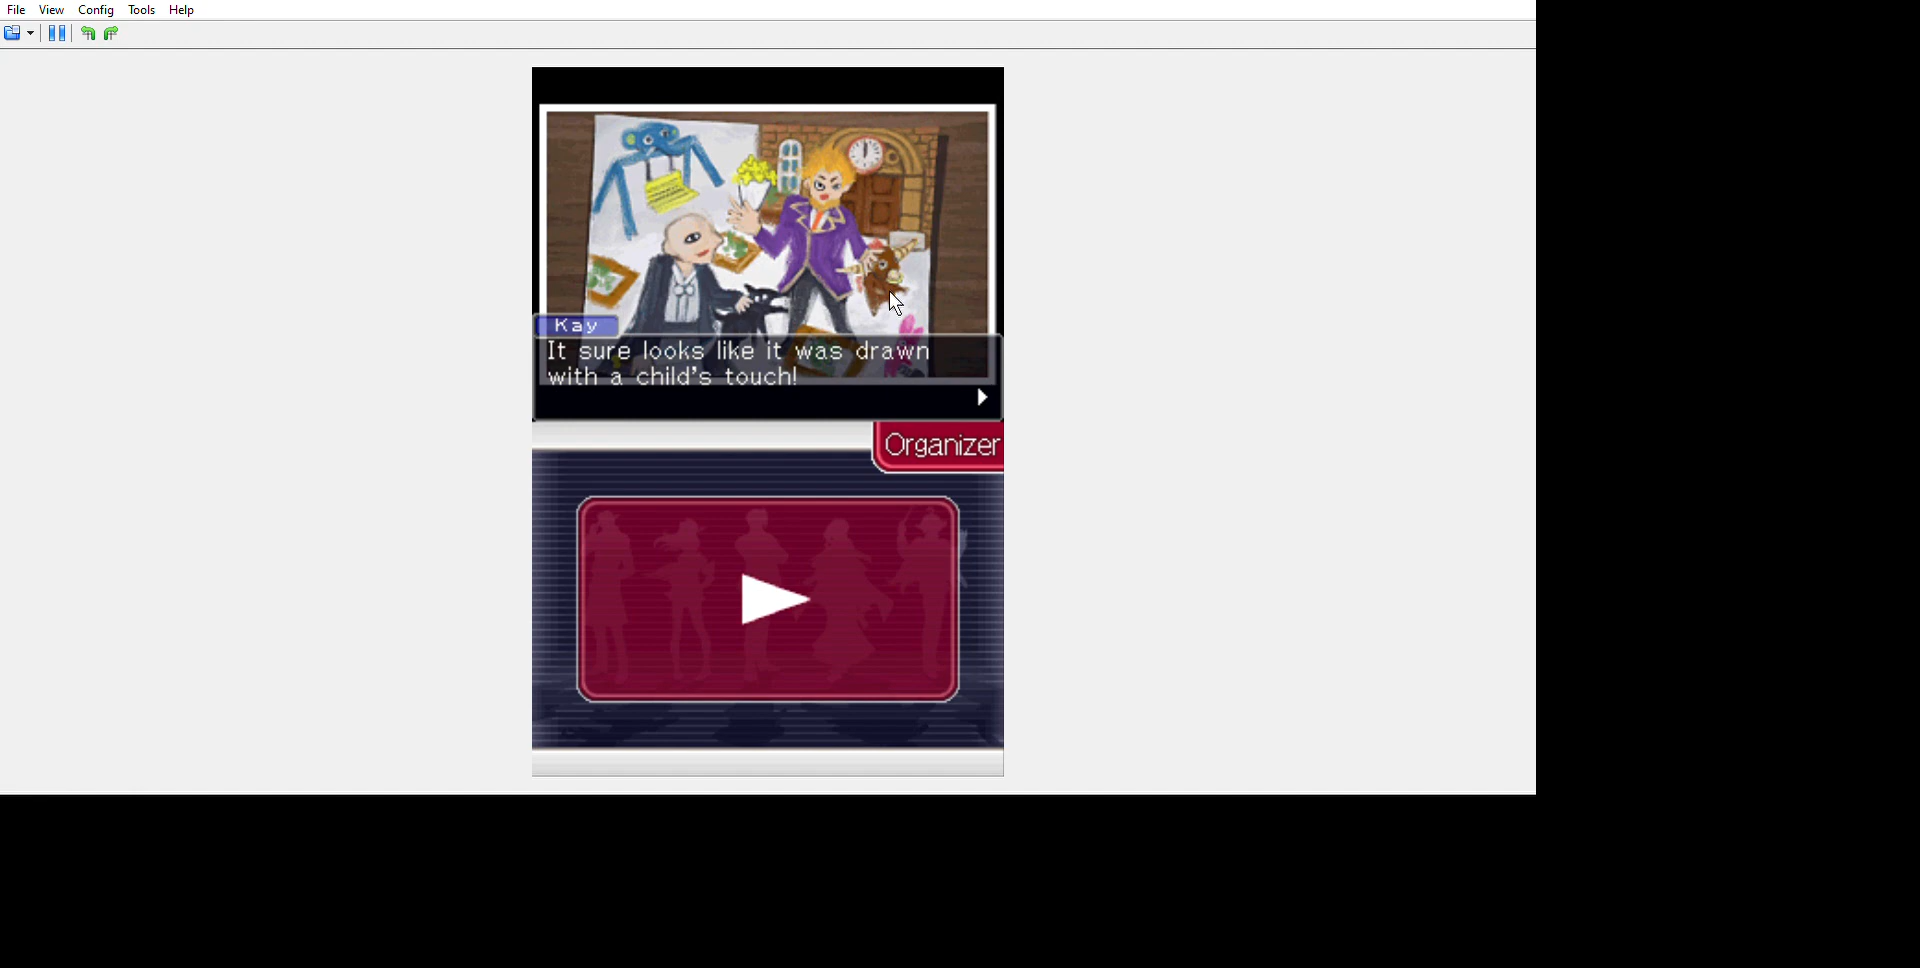 File View Config Tools Help
Kay
It sure looks like it was drawn
with a child's touch!
Organizer